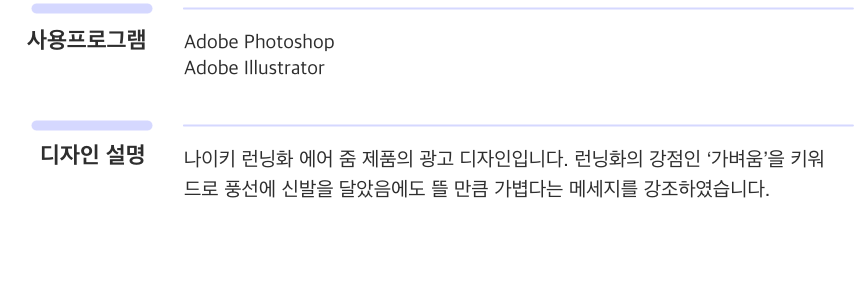 사용프로그램
Adobe Photoshop
Adobe Illustrator
디자인 설명
나이키 런닝화 에어 줌 제품의 광고 디자인입니다. 런닝화의 강점인 ‘가벼움’을 키워
드로 풍선에 신발을 달았음에도 뜰 만큼 가볍다는 메세지를 강조하였습니다.